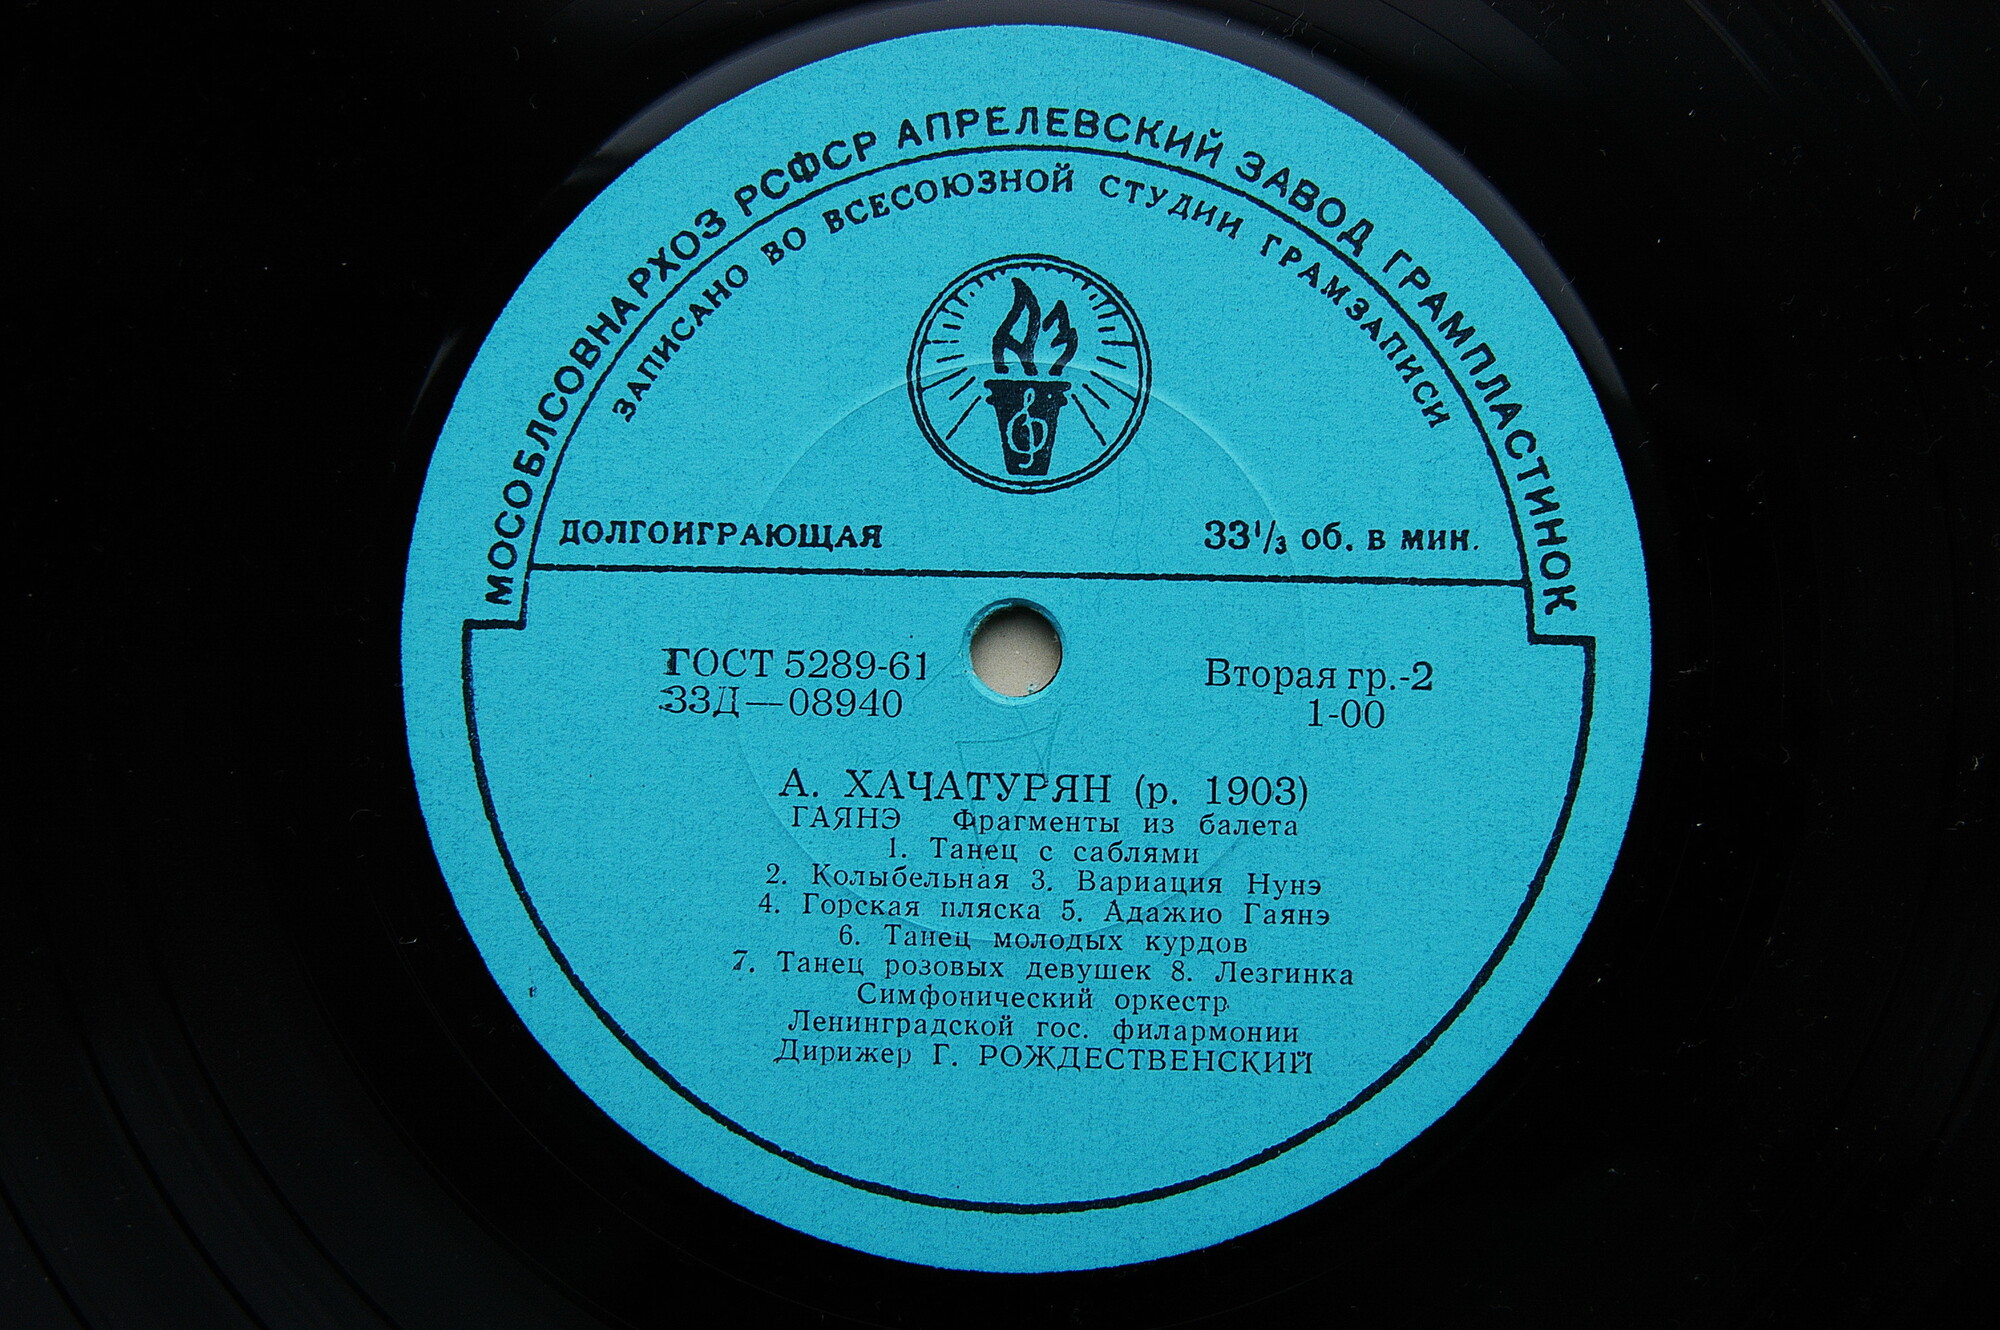 МОСОБЛСОВНАРХОЗ РСФСР АПРЕЛЕВСКИЙ ЗАВОД ГРАМПЛАСТИНОК
ЗАПИСАНО ВО ВСЕСОЮЗНОЙ СТУДИИ ГРАМЗАПИСИ
АЗ
ДОЛГОИГРАЮЩАЯ 33 1/3 об. в мин.
ГОСТ 5289-61 Вторая гр.-2
33Д—08940 1-00
А. ХАЧАТУРЯН (р. 1903)
ГАЯНЭ Фрагменты из балета
1. Танец с саблями
2. Колыбельная 3. Вариация Нунэ
4. Горская пляска 5. Адажио Гаянэ
6. Танец молодых курдов
7. Танец розовых девушек 8. Лезгинка
Симфонический оркестр
Ленинградской гос. филармонии
Дирижер Г. РОЖДЕСТВЕНСКИЙ